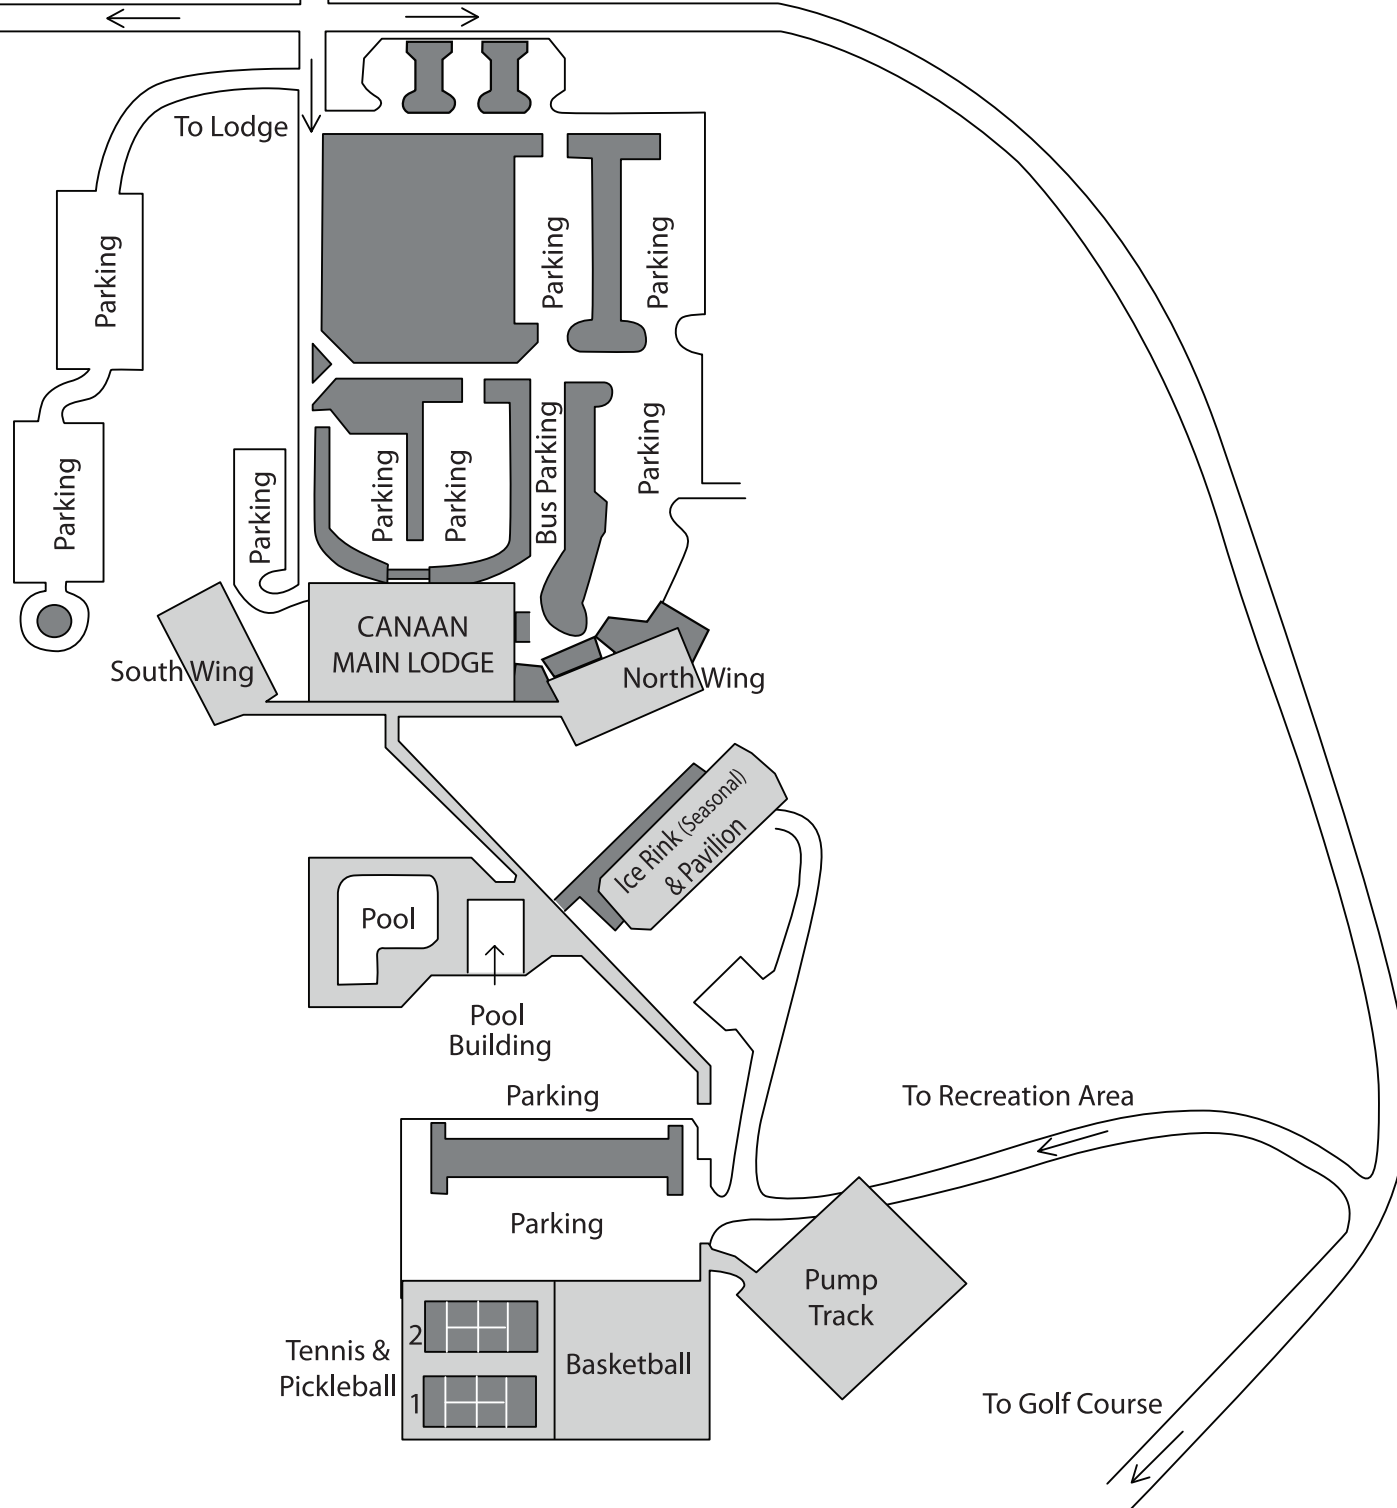 To Lodge
Parking
Parking
Parking
Parking
Parking
Parking
Parking
Parking
Bus Parking
Parking
CANAAN
MAIN LODGE
South Wing
North Wing
Ice Rink (Seasonal)
& Pavilion
Pool
Pool
Building
Parking
To Recreation Area
Parking
Pump
Track
2
Tennis &
Pickleball
1
Basketball
To Golf Course